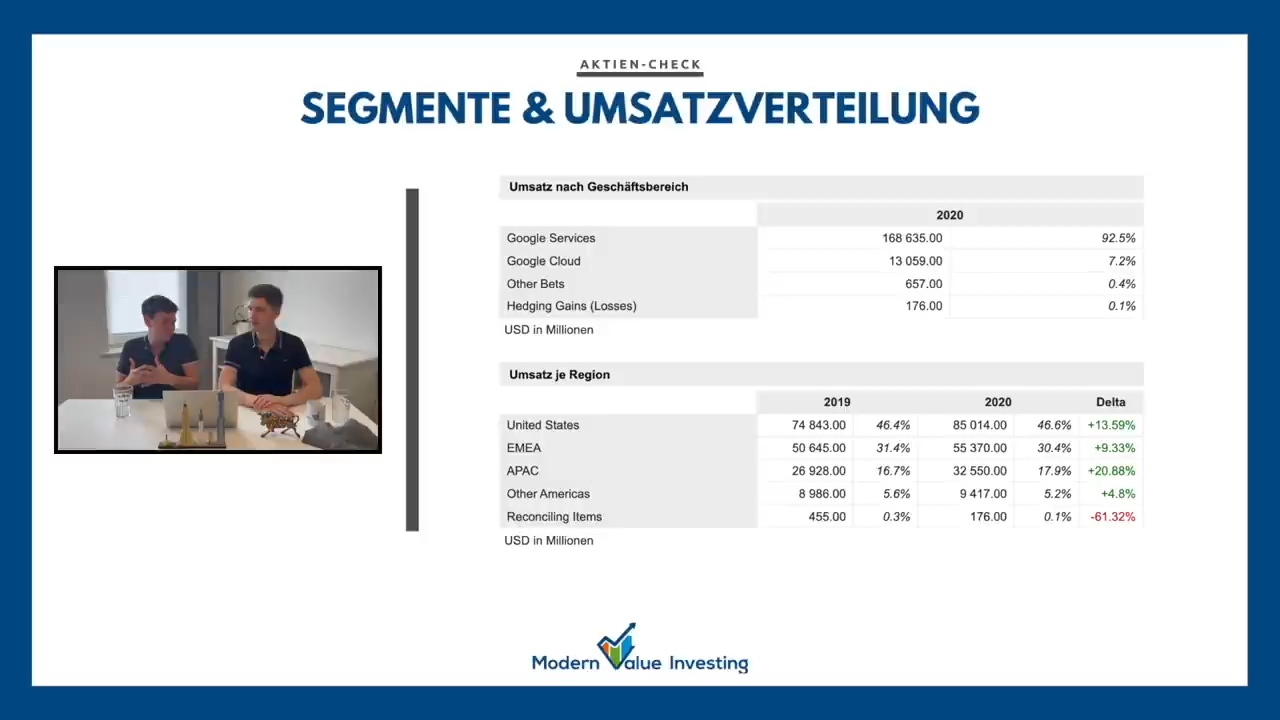 AKTIEN-CHECK
SEGMENTE & UMSATZVERTEILUNG
Umsatz nach Geschäftsbereich
2020
Google Services 168 635.00 92.5%
Google Cloud 13 059.00 7.2%
Other Bets 657.00 0.4%
Hedging Gains (Losses) 176.00 0.1%
USD in Millionen
Umsatz je Region
2019 2020 Delta
United States 74 843.00 46.4% 85 014.00 46.6% +13.59%
EMEA 50 645.00 31.4% 55 370.00 30.4% +9.33%
APAC 26 928.00 16.7% 32 550.00 17.9% +20.88%
Other Americas 8 986.00 5.6% 9 417.00 5.2% +4.8%
Reconciling Items 455.00 0.3% 176.00 0.1% -61.32%
USD in Millionen
Modern Value Investing